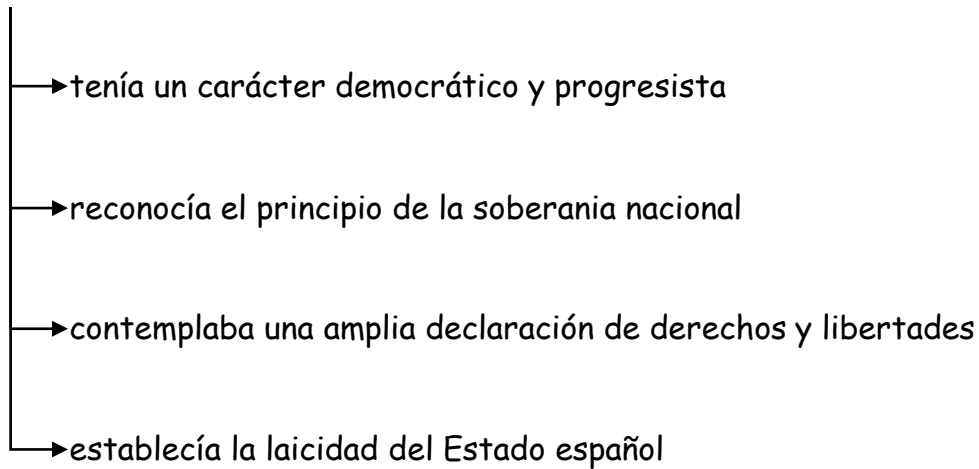 tenía un carácter democrático y progresista
reconocía el principio de la soberania nacional
contemplaba una amplia declaración de derechos y libertades
establecía la laicidad del Estado español